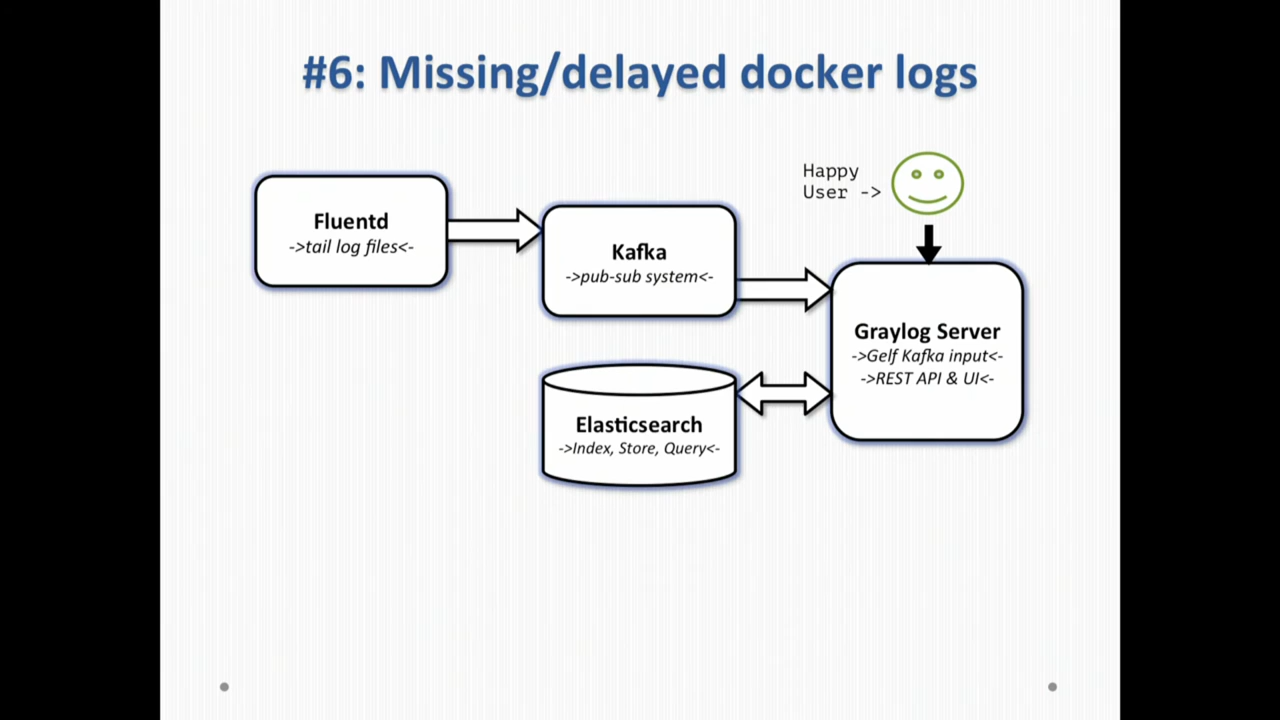 #6: Missing/delayed docker logs
Happy
User ->
Fluentd
->tail log files<-
Kafka
->pub-sub system<-
Graylog Server
->Gelf Kafka input<-
->REST API & UI<-
Elasticsearch
->Index, Store, Query<-